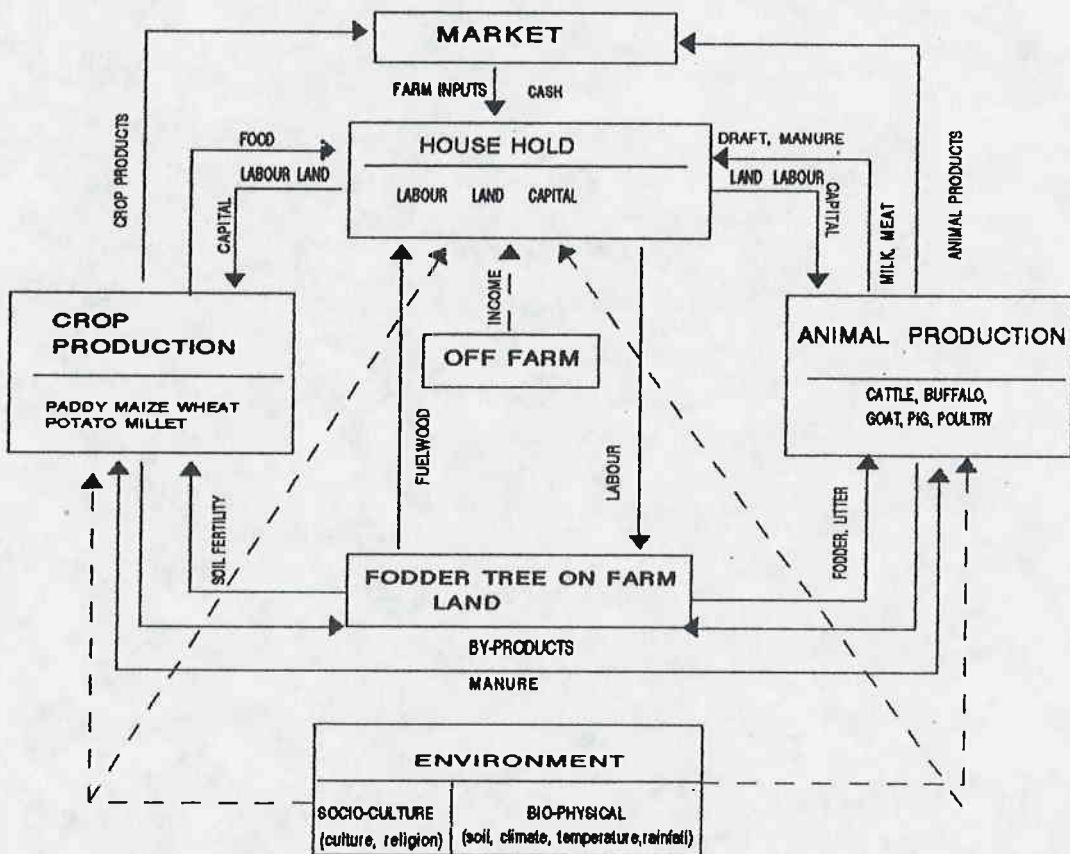 MARKET
FARM INPUTS CASH
CROP PRODUCTS
ANIMAL PRODUCTS
FOOD
HOUSE HOLD
DRAFT, MANURE
LABOUR LAND
LABOUR LAND CAPITAL
LAND LABOUR
CAPITAL
CAPITAL
MILK, MEAT
INCOME
CROP
PRODUCTION
OFF FARM
ANIMAL PRODUCTION
PADDY MAIZE WHEAT
POTATO MILLET
CATTLE, BUFFALO,
GOAT, PIG, POULTRY
FUELWOOD
LABOUR
SOIL FERTILITY
FODDER, LITTER
FODDER TREE ON FARM
LAND
BY-PRODUCTS
MANURE
ENVIRONMENT
SOCIO-CULTURE
(culture, religion)
BIO-PHYSICAL
(soil, climate, temperature,rainfall)